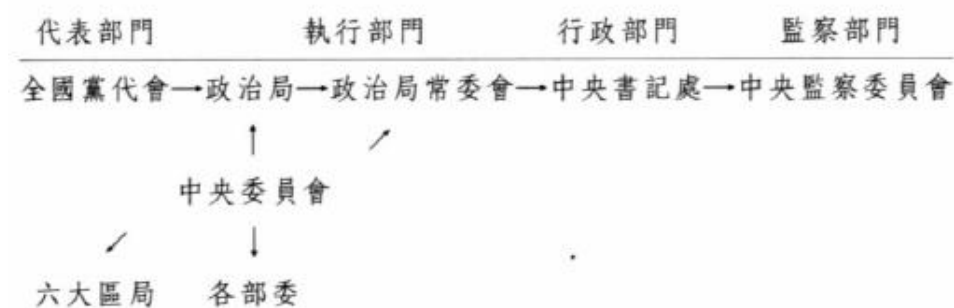 代表部門 執行部門 行政部門 監察部門
全國黨代會→政治局→政治局常委會→中央書記處→中央監察委員會
中央委員會
六大區局 各部委